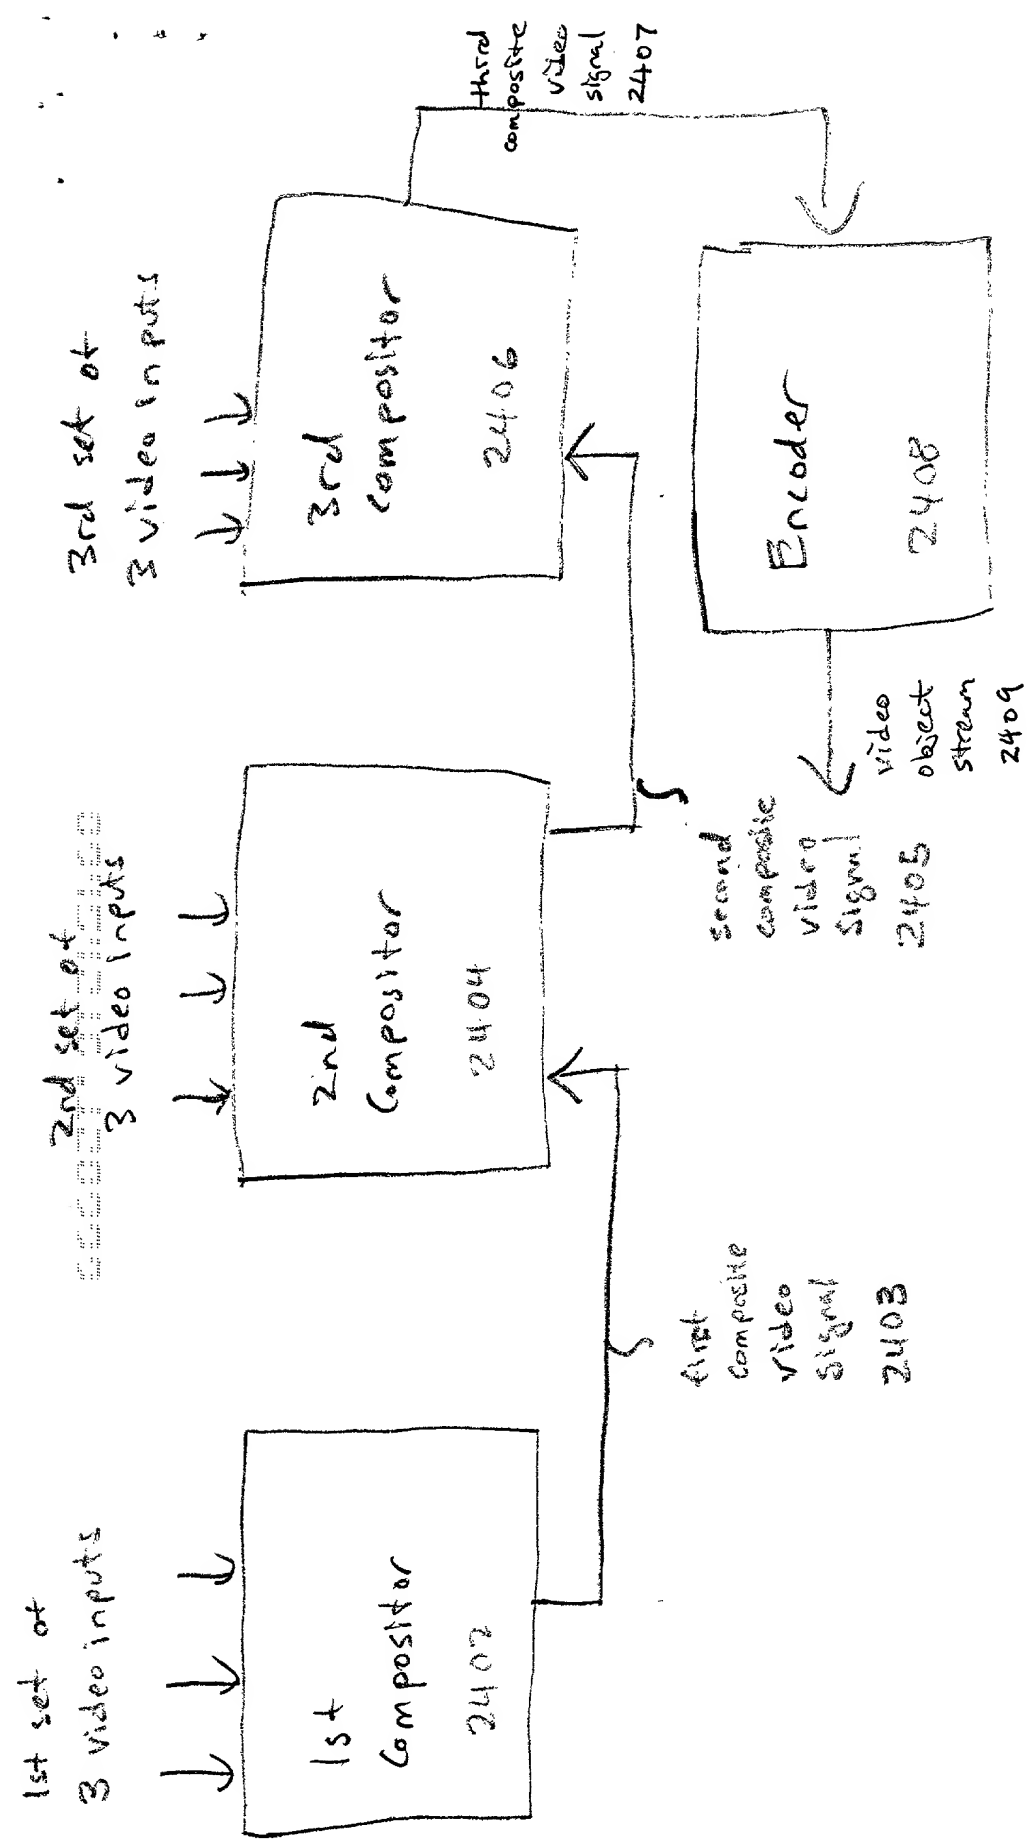 1st set of
3 video inputs
1st
Compositor
2402
first
composite
video
signal
2403
2nd set of
3 video inputs
2nd
Compositor
2404
second
composite
video
signal
2405
3rd set of
3 video inputs
3rd
Compositor
2406
third
composite
video
signal
2407
Encoder
2408
video
object
stream
2409